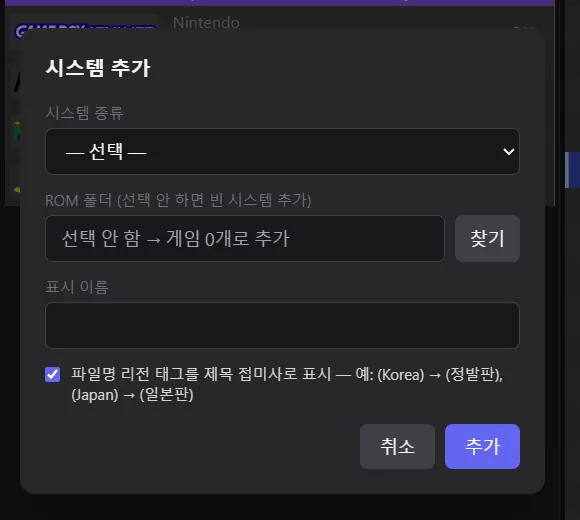 Nintendo
시스템 추가
시스템 종류
— 선택 —
ROM 폴더 (선택 안 하면 빈 시스템 추가)
선택 안 함 → 게임 0개로 추가
찾기
표시 이름
파일명 리전 태그를 제목 접미사로 표시 — 예: (Korea) → (정발판),
(Japan) → (일본판)
취소
추가